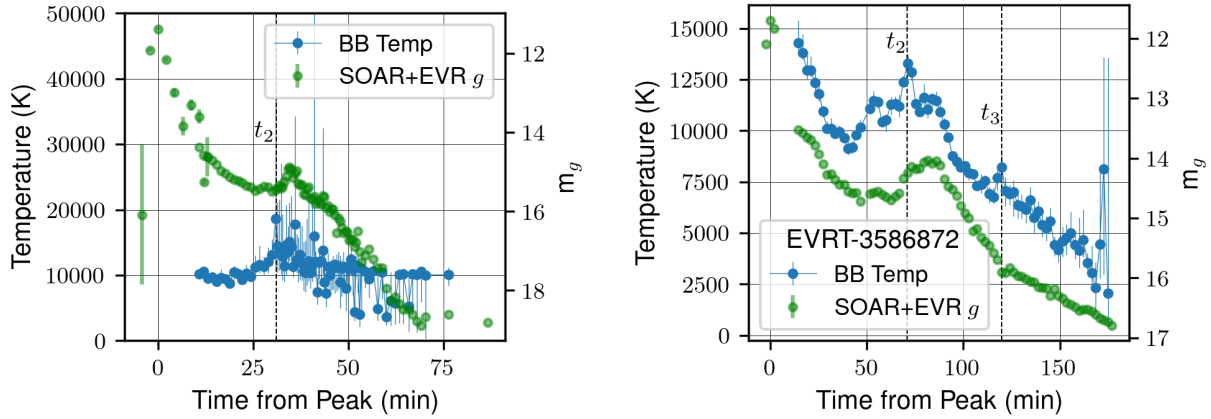 50000
40000
30000
20000
10000
0
Temperature (K)
0
25
50
75
Time from Peak (min)
12
14
16
18
m_g
t_2
BB Temp
SOAR+EVR g
15000
12500
10000
7500
5000
2500
0
Temperature (K)
0
50
100
150
Time from Peak (min)
12
13
14
15
16
17
m_g
t_2
t_3
EVRT-3586872
BB Temp
SOAR+EVR g